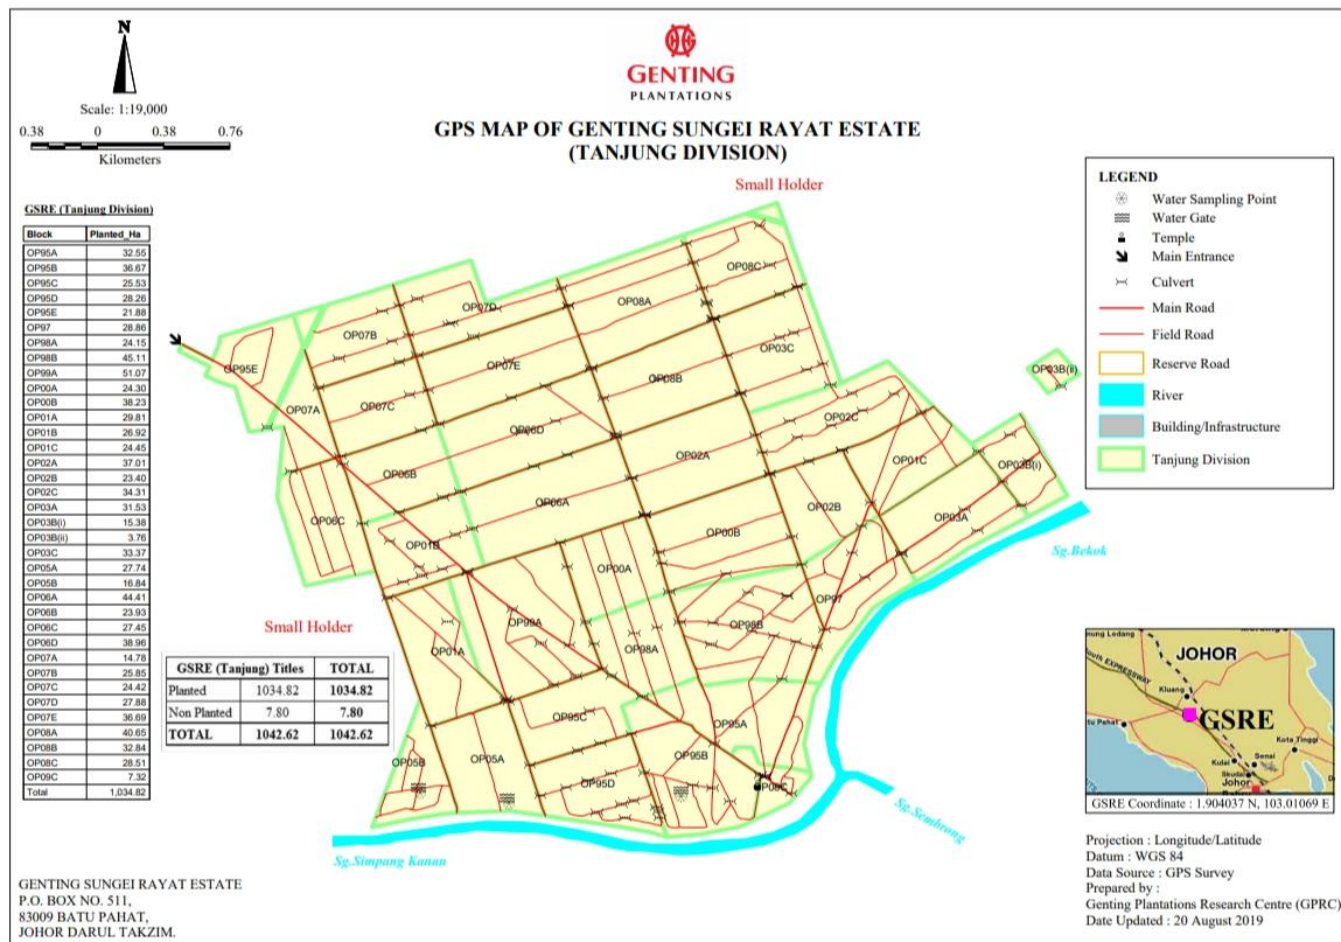 N
Scale: 1:19,000
0.38 0 0.38 0.76
Kilometers
GENTING
PLANTATIONS
GPS MAP OF GENTING SUNGEI RAYAT ESTATE
(TANJUNG DIVISION)
Small Holder
LEGEND
Water Sampling Point
Water Gate
Temple
Main Entrance
Culvert
Main Road
Field Road
Reserve Road
River
Building/Infrastructure
Tanjung Division
GSRE (Tanjung Division)
Block Planted_Ha
OP95A 32.55
OP95B 36.67
OP95C 25.53
OP95D 28.26
OP95E 21.88
OP97 28.86
OP98A 24.15
OP98B 45.11
OP99A 51.07
OP00A 24.30
OP00B 38.23
OP01A 29.81
OP01B 26.92
OP01C 24.45
OP02A 37.01
OP02B 23.40
OP02C 34.31
OP03A 31.53
OP03B(i) 15.38
OP03B(ii) 3.76
OP03C 33.37
OP05A 27.74
OP05B 16.84
OP06A 44.41
OP06B 23.93
OP06C 27.45
OP06D 38.96
OP07A 14.78
OP07B 25.85
OP07C 24.42
OP07D 27.88
OP07E 36.69
OP08A 40.65
OP08B 32.84
OP08C 28.51
OP09C 7.32
Total 1,034.82
OP08C
OP08A
OP07D
OP07B
OP03C
OP07E
OP95E
OP03B(ii)
OP08B
OP07A
OP07C
OP02C
OP06D
OP02A
OP01C
OP03B(i)
OP06B
OP06A
OP02B
OP03A
OP06C
OP00B
OP01B
OP00A
OP97
OP99A
OP98B
OP01A
OP98A
OP95C
OP95A
OP95B
OP05B
OP05A
OP95D
Sg.Bekok
Sg.Sembrong
Sg.Simpang Kanan
Small Holder
GSRE (Tanjung) Titles TOTAL
Planted 1034.82 1034.82
Non Planted 7.80 7.80
TOTAL 1042.62 1042.62
JOHOR
Kluang
GSRE
Kota Tinggi
Senai
Kulai
Skudai
Johor
GSRE Coordinate : 1.904037 N, 103.01069 E
Projection : Longitude/Latitude
Datum : WGS 84
Data Source : GPS Survey
Prepared by :
Genting Plantations Research Centre (GPRC)
Date Updated : 20 August 2019
GENTING SUNGEI RAYAT ESTATE
P.O. BOX NO. 511,
83009 BATU PAHAT,
JOHOR DARUL TAKZIM.